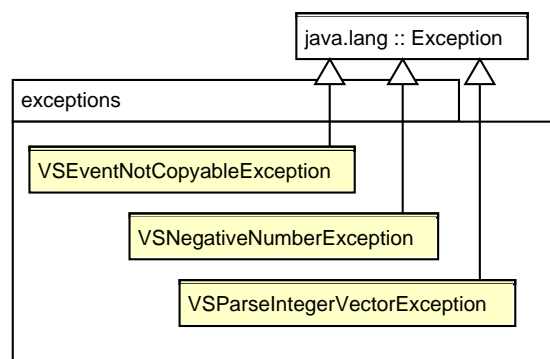 java.lang :: Exception
exceptions
VSEventNotCopyableException
VSNegativeNumberException
VSParseIntegerVectorException